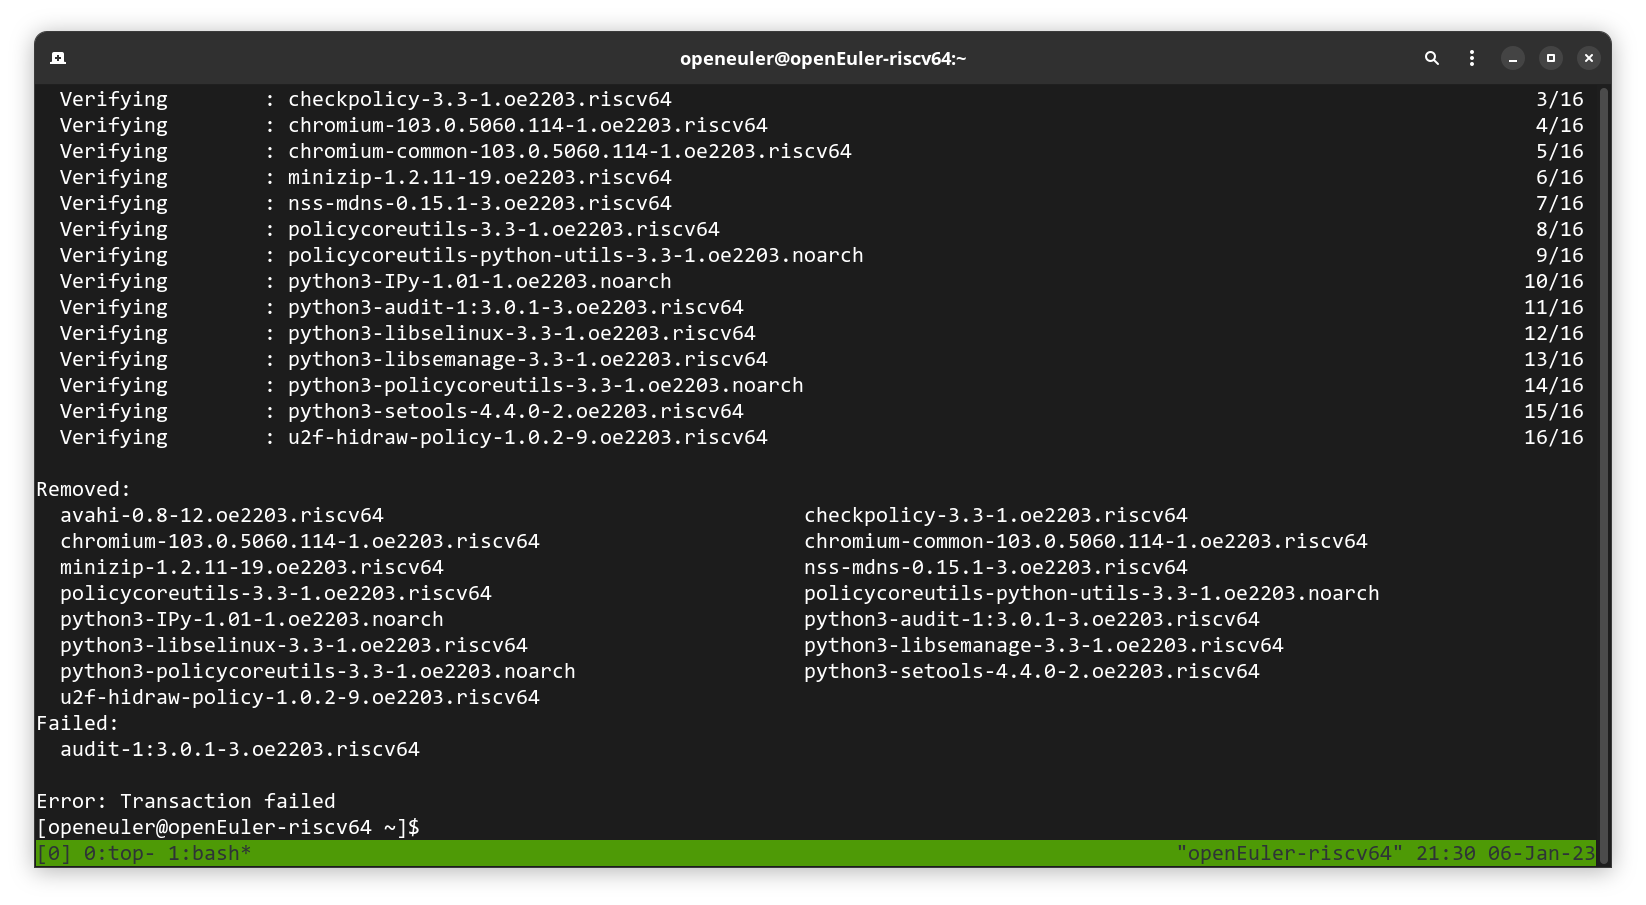 openeuler@openEuler-riscv64:~
Verifying : checkpolicy-3.3-1.oe2203.riscv64 3/16
Verifying : chromium-103.0.5060.114-1.oe2203.riscv64 4/16
Verifying : chromium-common-103.0.5060.114-1.oe2203.riscv64 5/16
Verifying : minizip-1.2.11-19.oe2203.riscv64 6/16
Verifying : nss-mdns-0.15.1-3.oe2203.riscv64 7/16
Verifying : policycoreutils-3.3-1.oe2203.riscv64 8/16
Verifying : policycoreutils-python-utils-3.3-1.oe2203.noarch 9/16
Verifying : python3-IPy-1.01-1.oe2203.noarch 10/16
Verifying : python3-audit-1:3.0.1-3.oe2203.riscv64 11/16
Verifying : python3-libselinux-3.3-1.oe2203.riscv64 12/16
Verifying : python3-libsemanage-3.3-1.oe2203.riscv64 13/16
Verifying : python3-policycoreutils-3.3-1.oe2203.noarch 14/16
Verifying : python3-setools-4.4.0-2.oe2203.riscv64 15/16
Verifying : u2f-hidraw-policy-1.0.2-9.oe2203.riscv64 16/16
Removed:
avahi-0.8-12.oe2203.riscv64 checkpolicy-3.3-1.oe2203.riscv64
chromium-103.0.5060.114-1.oe2203.riscv64 chromium-common-103.0.5060.114-1.oe2203.riscv64
minizip-1.2.11-19.oe2203.riscv64 nss-mdns-0.15.1-3.oe2203.riscv64
policycoreutils-3.3-1.oe2203.riscv64 policycoreutils-python-utils-3.3-1.oe2203.noarch
python3-IPy-1.01-1.oe2203.noarch python3-audit-1:3.0.1-3.oe2203.riscv64
python3-libselinux-3.3-1.oe2203.riscv64 python3-libsemanage-3.3-1.oe2203.riscv64
python3-policycoreutils-3.3-1.oe2203.noarch python3-setools-4.4.0-2.oe2203.riscv64
u2f-hidraw-policy-1.0.2-9.oe2203.riscv64
Failed:
audit-1:3.0.1-3.oe2203.riscv64
Error: Transaction failed
[openeuler@openEuler-riscv64 ~]$
[0] 0:top- 1:bash* "openEuler-riscv64" 21:30 06-Jan-23